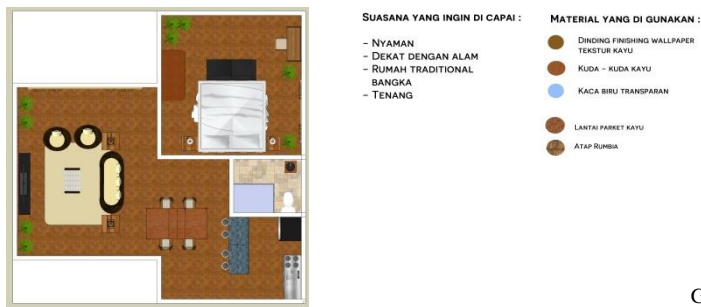 SUASANA YANG INGIN DI CAPAI :
- NYAMAN
- DEKAT DENGAN ALAM
- RUMAH TRADITIONAL
BANGKA
- TENANG
MATERIAL YANG DI GUNAKAN :
DINDING FINISHING WALLPAPER
TEKSTUR KAYU
KUDA - KUDA KAYU
KACA BIRU TRANSPARAN
LANTAI PARKET KAYU
ATAP RUMBIA
G